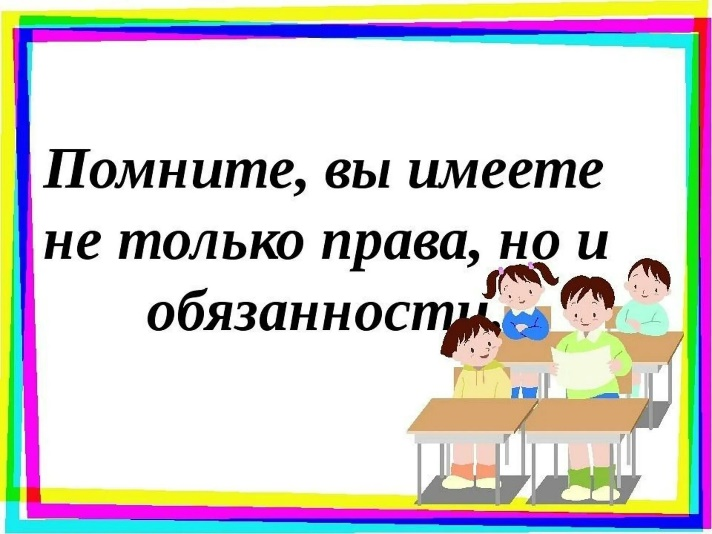 Помните, вы имеете
не только права, но и
обязанности.